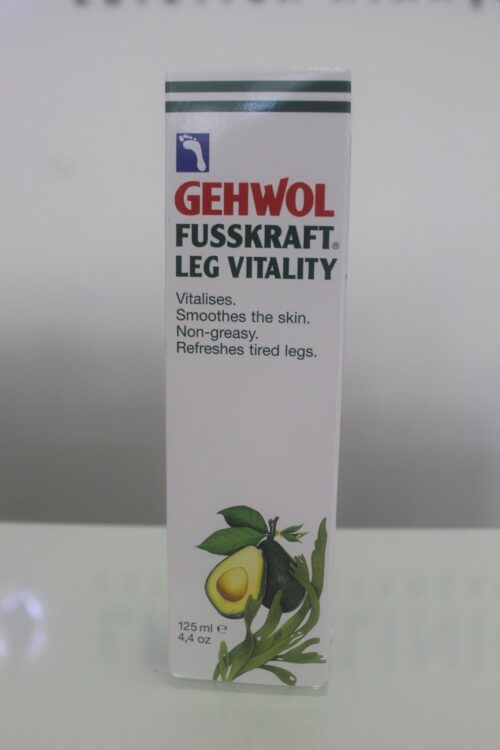 GEHWOL
FUSSKRAFT®
LEG VITALITY
Vitalises.
Smoothes the skin.
Non-greasy.
Refreshes tired legs.
125 ml ℮
4,4 oz